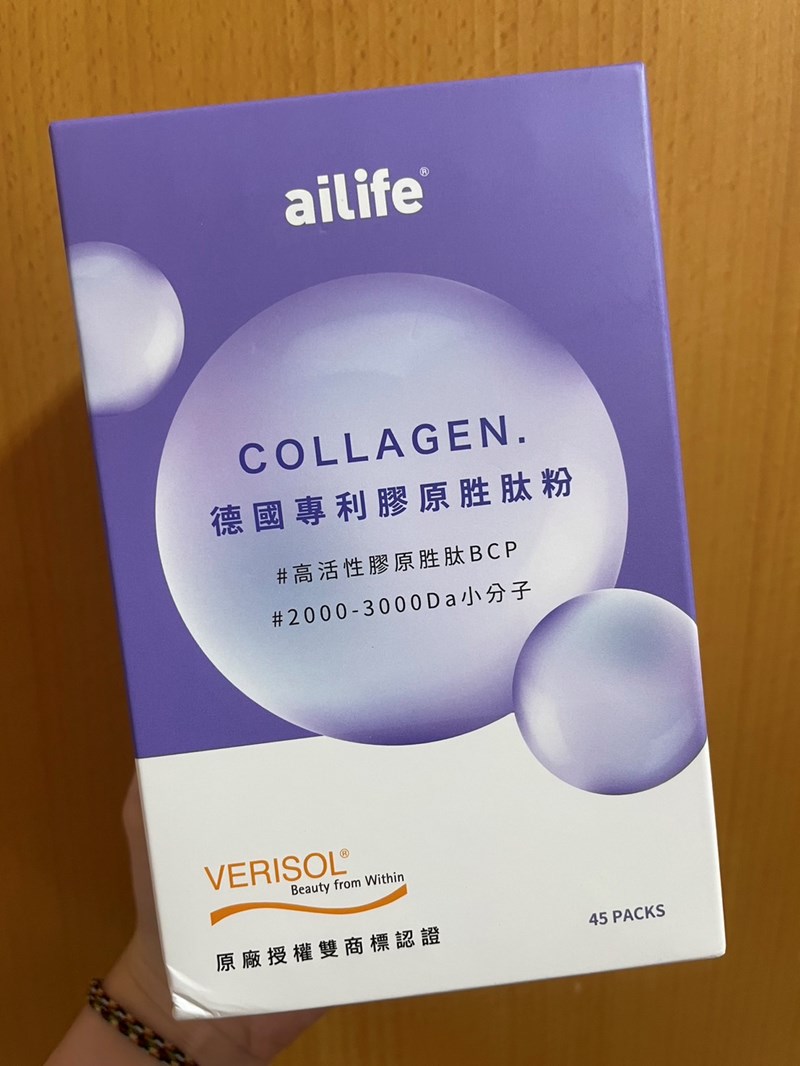 ailife®
COLLAGEN.
德國專利膠原胜肽粉
#高活性膠原胜肽BCP
#2000-3000Da小分子
VERISOL®
Beauty from Within
原廠授權雙商標認證
45 PACKS